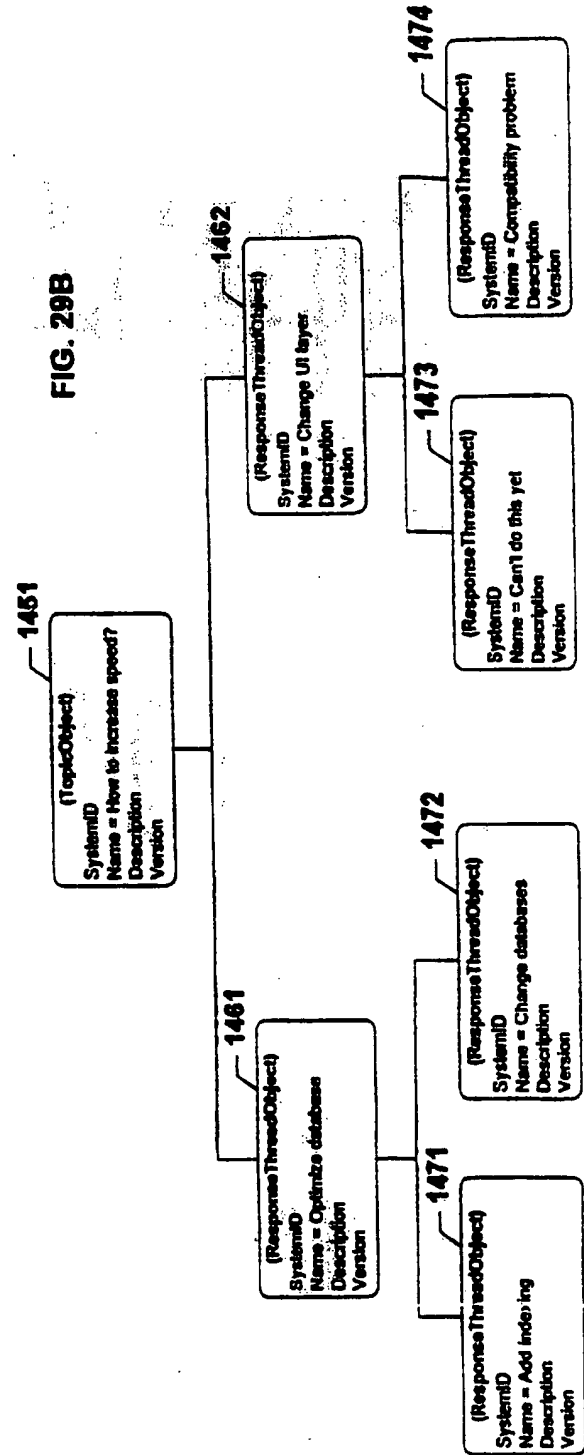 FIG. 29B
1451
(TopicObject)
SystemID
Name = How to increase speed?
Description
Version
1461
(ResponseThreadObject)
SystemID
Name = Optimize database
Description
Version
1462
(ResponseThreadObject)
SystemID
Name = Change UI layer
Description
Version
1471
(ResponseThreadObject)
SystemID
Name = Add indexing
Description
Version
1472
(ResponseThreadObject)
SystemID
Name = Change databases
Description
Version
1473
(ResponseThreadObject)
SystemID
Name = Can't do this yet
Description
Version
1474
(ResponseThreadObject)
SystemID
Name = Compatibility problem
Description
Version